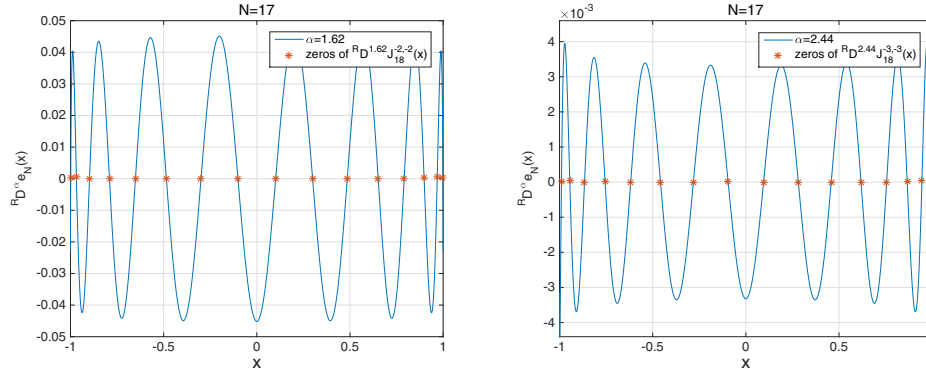 N=17
α=1.62
zeros of ᴿD^1.62 J_18^-2,-2(x)
ᴿD^α e_N(x)
0.05
0.04
0.03
0.02
0.01
0
-0.01
-0.02
-0.03
-0.04
0.05
-1 -0.5 0 0.5 1
x
N=17
×10^-3
α=2.44
zeros of ᴿD^2.44 J_18^-3,-3(x)
ᴿD^α e_N(x)
4
3
2
1
0
-1
-2
-3
-4
-1 -0.5 0 0.5
x